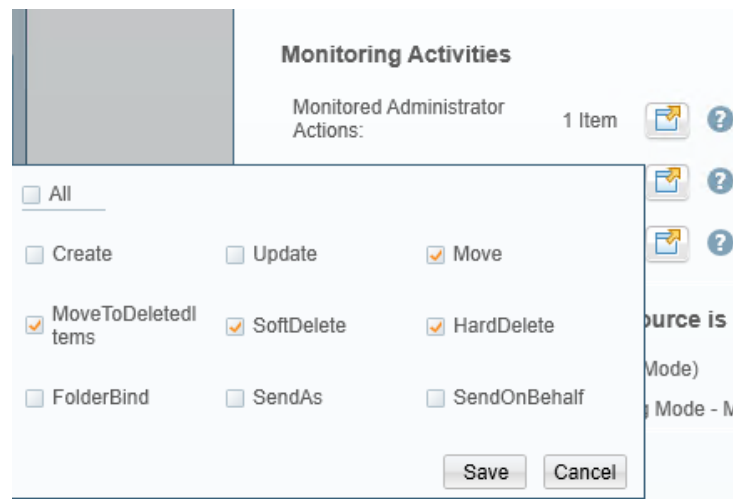 Monitoring Activities
Monitored Administrator
Actions:
1 Item
?
?
All
Create
Update
Move
?
MoveToDeletedI
tems
SoftDelete
HardDelete
ource is
Mode)
FolderBind
SendAs
SendOnBehalf
g Mode - M
Save
Cancel